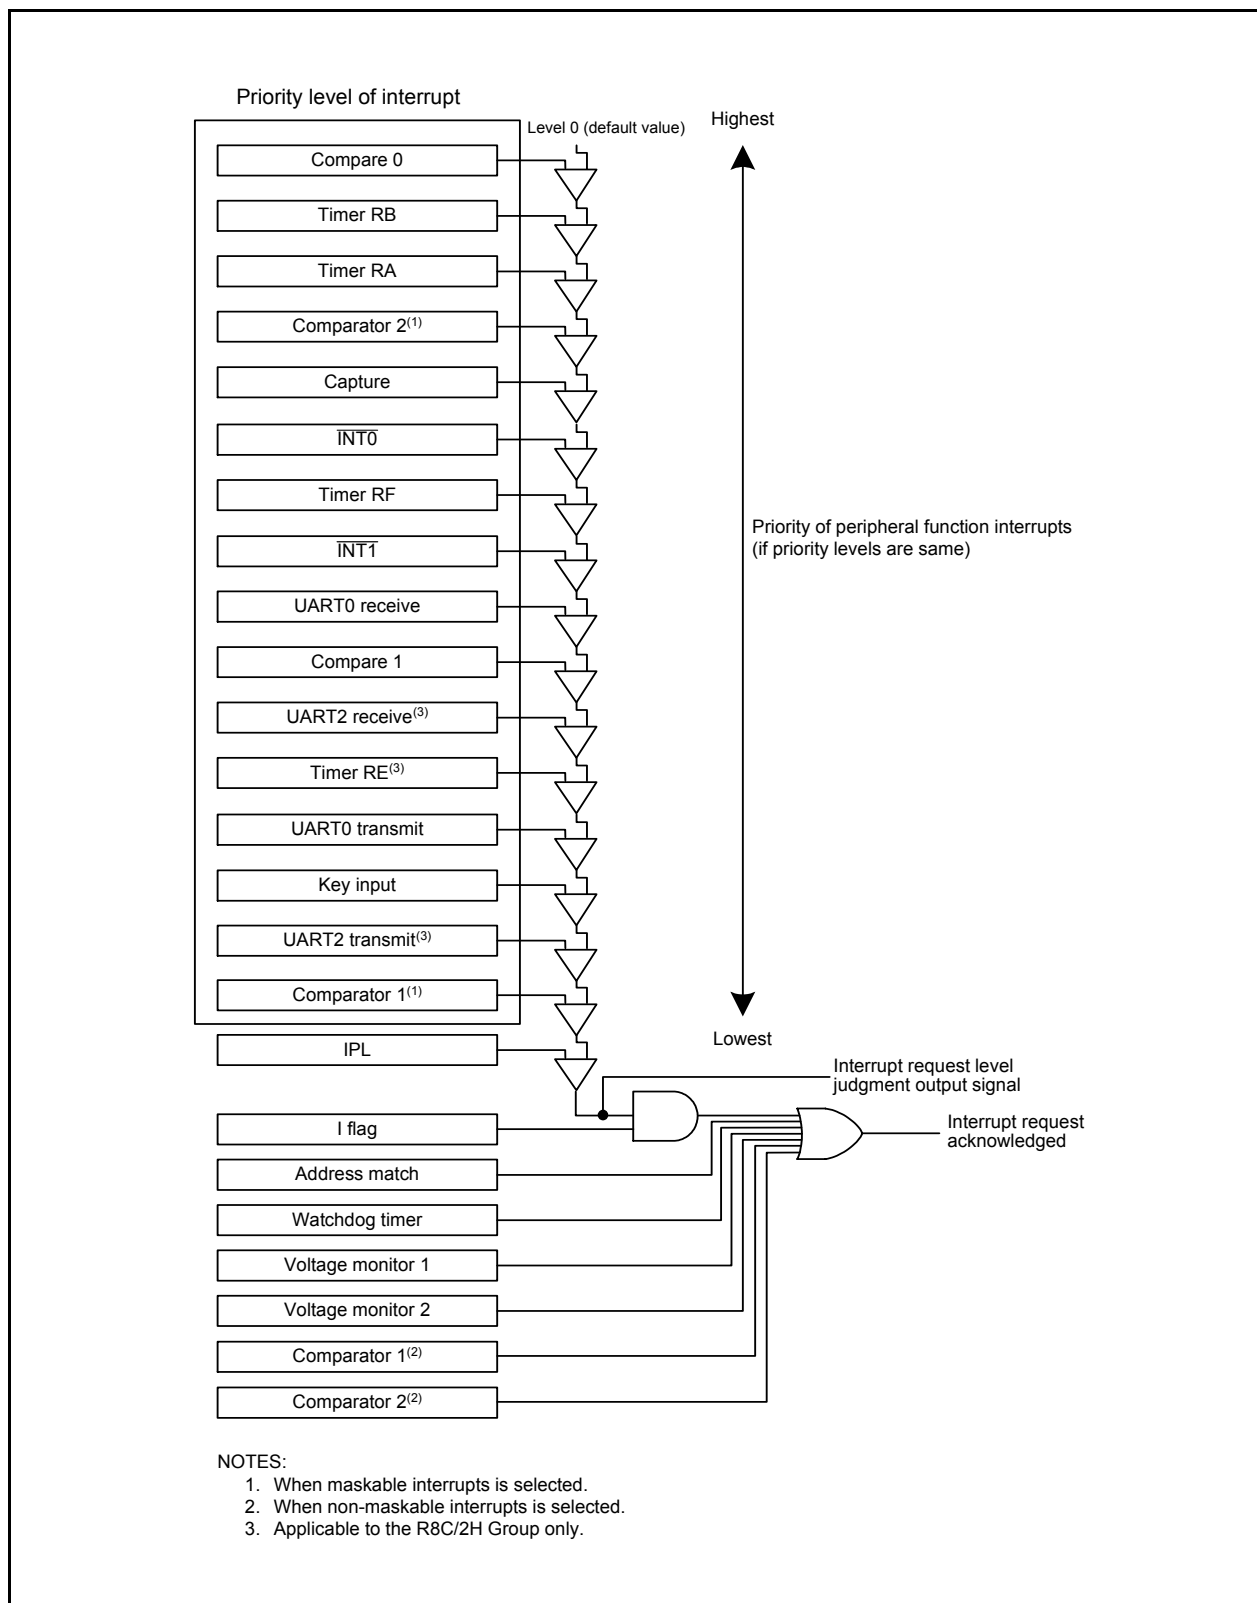 Priority level of interrupt
Level 0 (default value)
Highest
Compare 0
Timer RB
Timer RA
Comparator 2(1)
Capture
INT0
Timer RF
Priority of peripheral function interrupts
(if priority levels are same)
INT1
UART0 receive
Compare 1
UART2 receive(3)
Timer RE(3)
UART0 transmit
Key input
UART2 transmit(3)
Comparator 1(1)
Lowest
IPL
Interrupt request level
judgment output signal
I flag
Interrupt request
acknowledged
Address match
Watchdog timer
Voltage monitor 1
Voltage monitor 2
Comparator 1(2)
Comparator 2(2)
NOTES:
1. When maskable interrupts is selected.
2. When non-maskable interrupts is selected.
3. Applicable to the R8C/2H Group only.